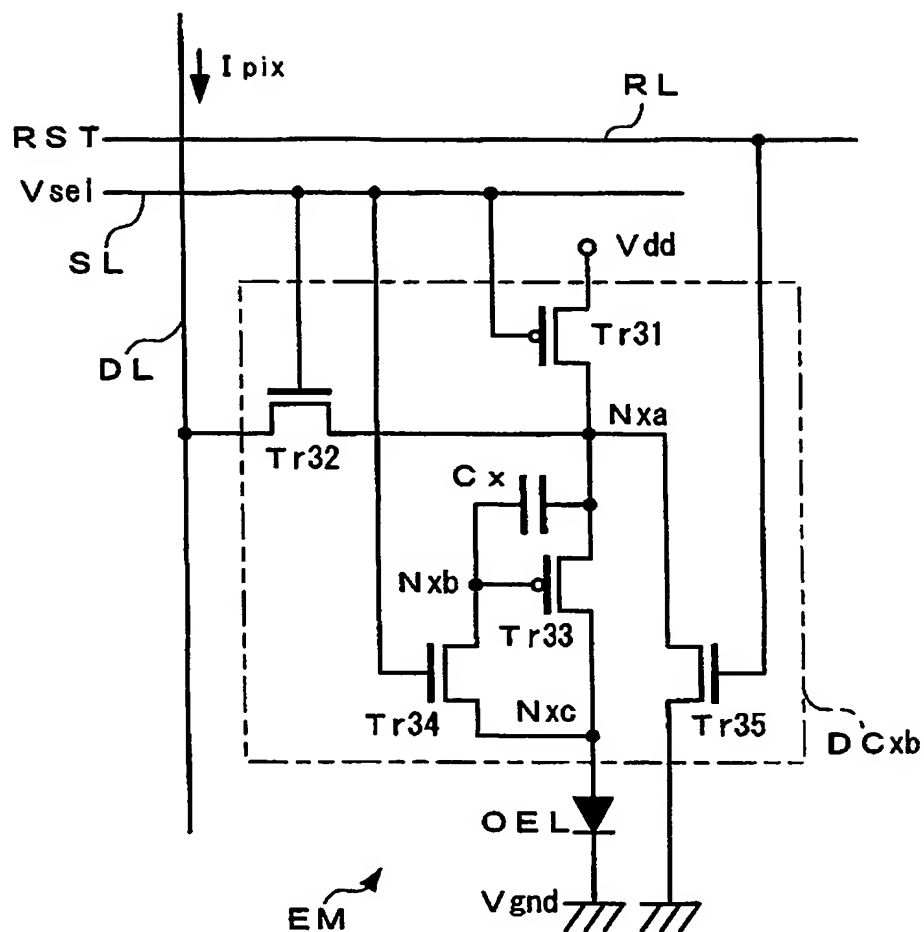 Ipix
RL
RST
Vsel
SL
Vdd
Tr31
DL
Nxa
Tr32
Cx
Nxb
Tr33
Tr34
Nxc
Tr35
DCxb
OEL
Vgnd
EM